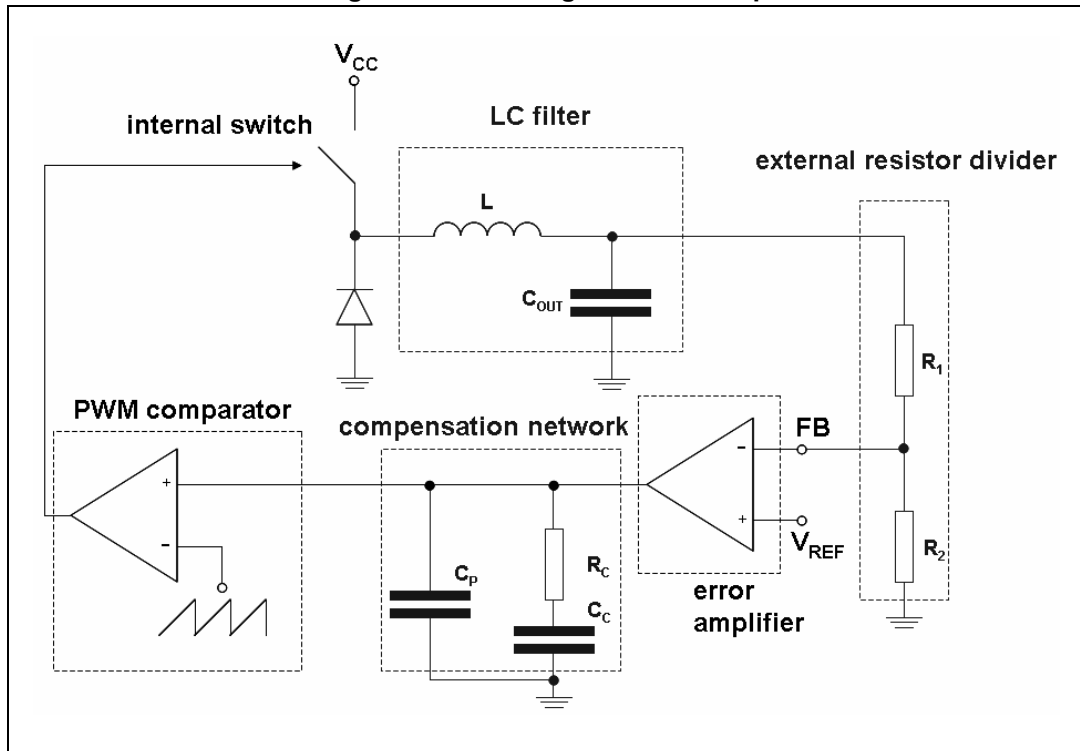 V_CC
LC filter
internal switch
external resistor divider
L
C_OUT
R_1
PWM comparator
compensation network
FB
-
+
+
-
V_REF
R_2
R_C
C_P
C_C
error
amplifier